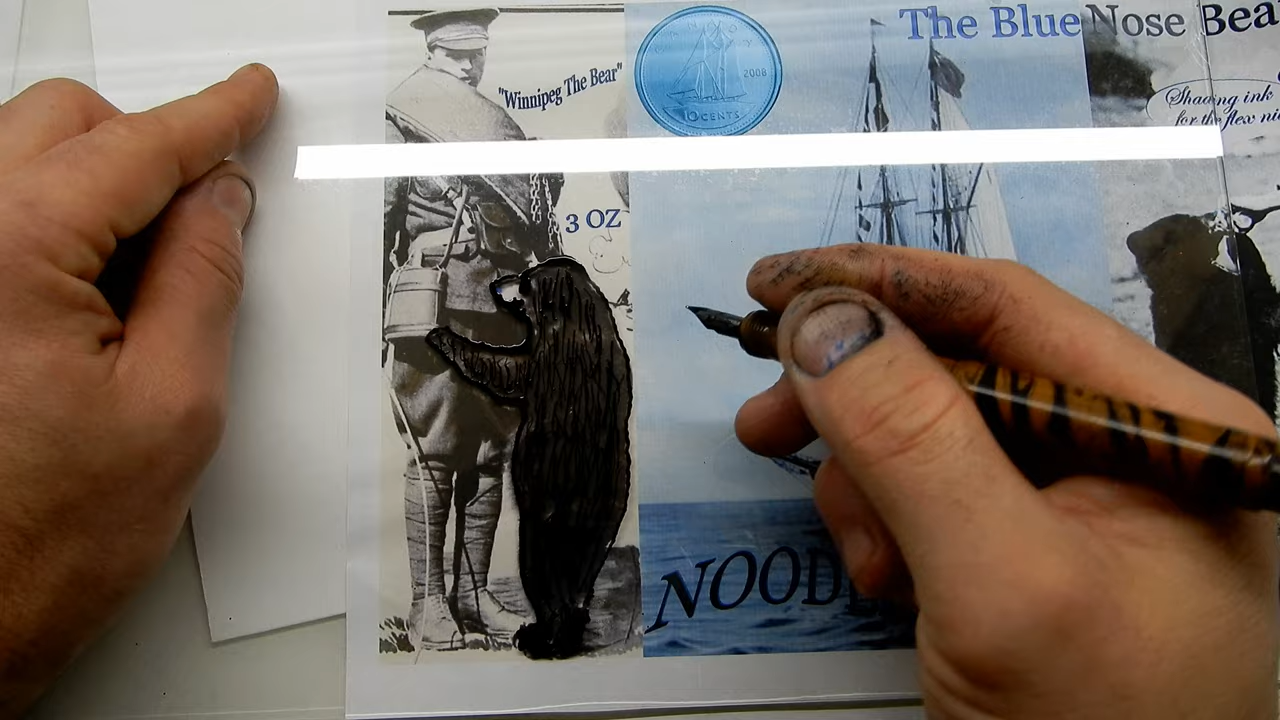 "Winnipeg The Bear"
3 OZ
2008
10 CENTS
The Blue Nose Bea
Shading ink
for the flex ni
NOOD